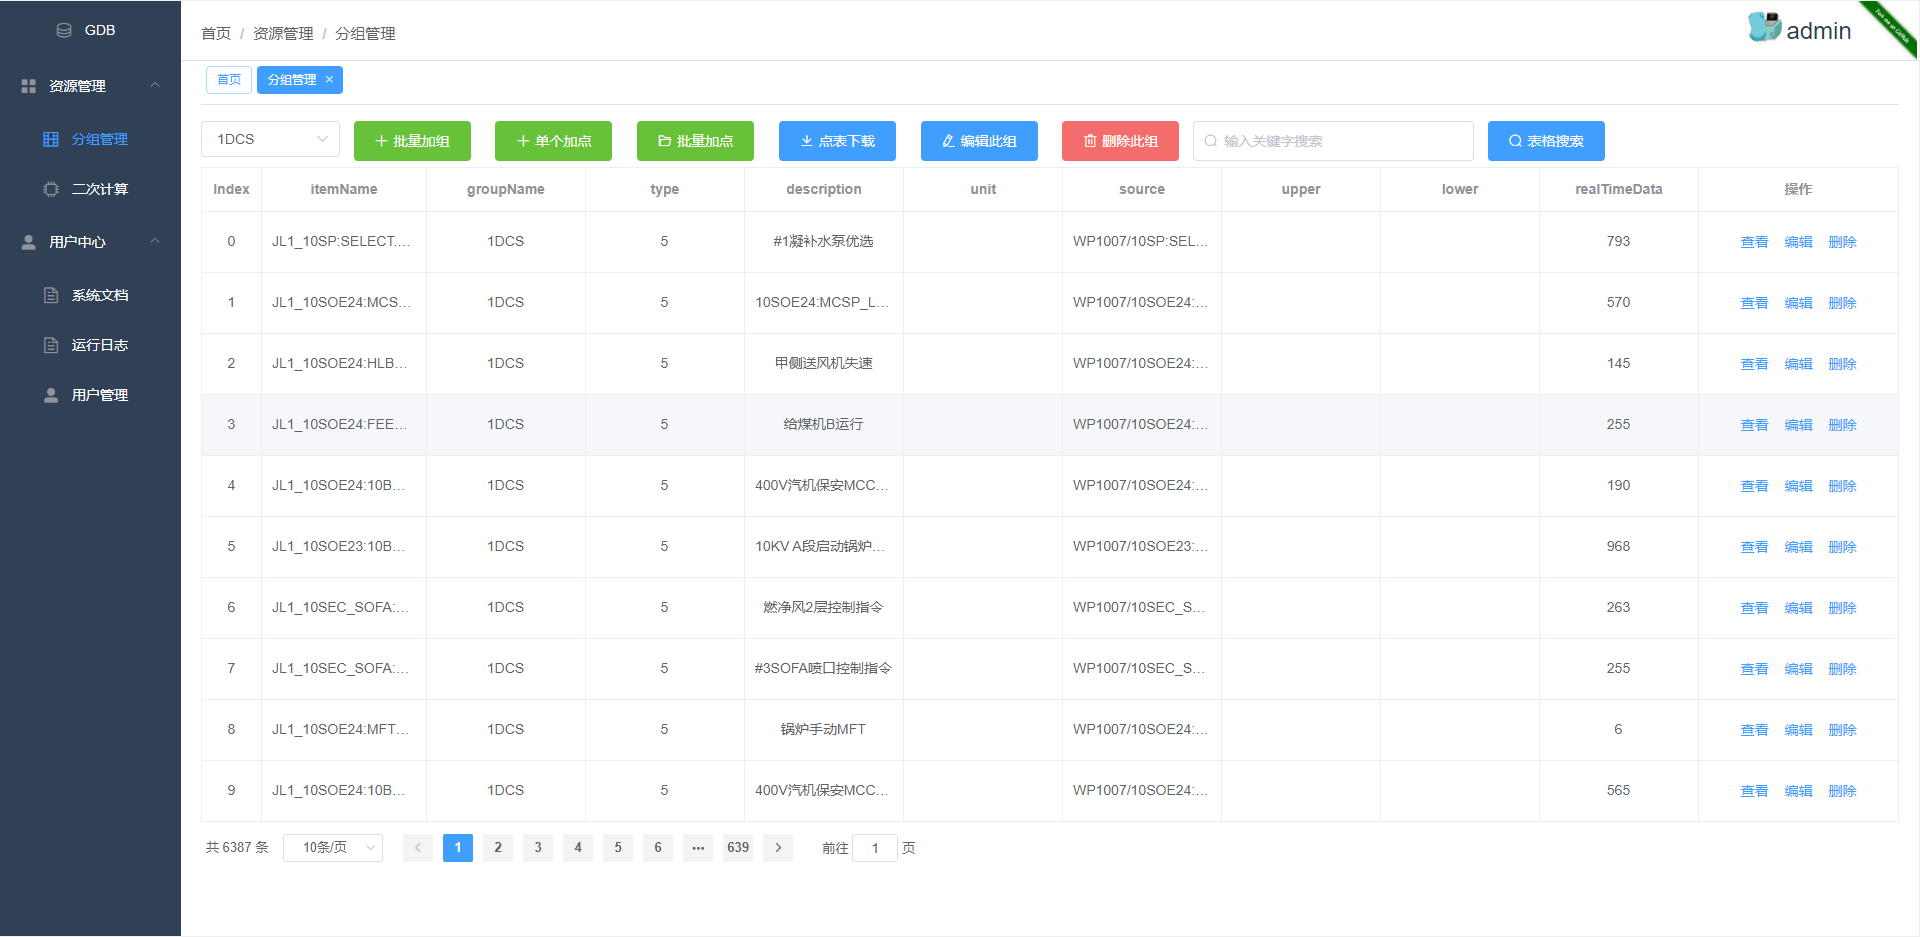 GDB
资源管理
分组管理
二次计算
用户中心
系统文档
运行日志
用户管理
首页 / 资源管理 / 分组管理
admin
Fork me on GitHub
首页 分组管理 ×
1DCS 批量加组 单个加点 批量加点 点表下载 编辑此组 删除此组 输入关键字搜索 表格搜索
Index itemName groupName type description unit source upper lower realTimeData 操作
0 JL1_10SP:SELECT.... 1DCS 5 #1凝补水泵优选 WP1007/10SP:SEL... 793 查看 编辑 删除
1 JL1_10SOE24:MCS... 1DCS 5 10SOE24:MCSP_L... WP1007/10SOE24:... 570 查看 编辑 删除
2 JL1_10SOE24:HLB... 1DCS 5 甲侧送风机失速 WP1007/10SOE24:... 145 查看 编辑 删除
3 JL1_10SOE24:FEE... 1DCS 5 给煤机B运行 WP1007/10SOE24:... 255 查看 编辑 删除
4 JL1_10SOE24:10B... 1DCS 5 400V汽机保安MCC... WP1007/10SOE24:... 190 查看 编辑 删除
5 JL1_10SOE23:10B... 1DCS 5 10KV A段启动锅炉... WP1007/10SOE23:... 968 查看 编辑 删除
6 JL1_10SEC_SOFA:... 1DCS 5 燃净风2层控制指令 WP1007/10SEC_S... 263 查看 编辑 删除
7 JL1_10SEC_SOFA:... 1DCS 5 #3SOFA喷口控制指令 WP1007/10SEC_S... 255 查看 编辑 删除
8 JL1_10SOE24:MFT... 1DCS 5 锅炉手动MFT WP1007/10SOE24:... 6 查看 编辑 删除
9 JL1_10SOE24:10B... 1DCS 5 400V汽机保安MCC... WP1007/10SOE24:... 565 查看 编辑 删除
共 6387 条 10条/页 < 1 2 3 4 5 6 ... 639 > 前往 1 页